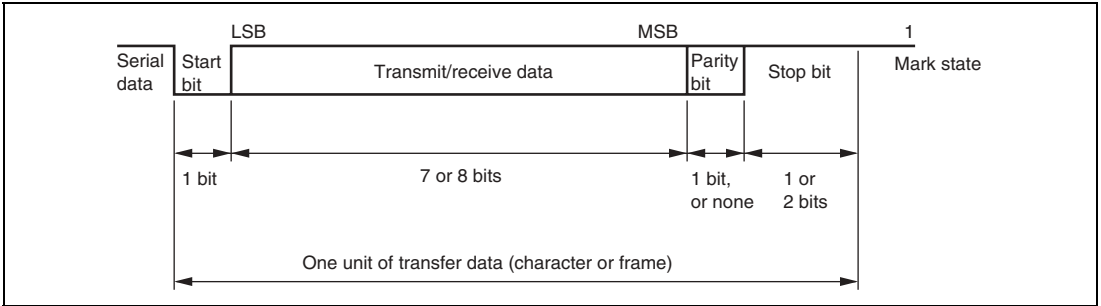 LSB
MSB
1
Serial data
Start bit
Transmit/receive data
Parity bit
Stop bit
Mark state
1 bit
7 or 8 bits
1 bit, or none
1 or 2 bits
One unit of transfer data (character or frame)